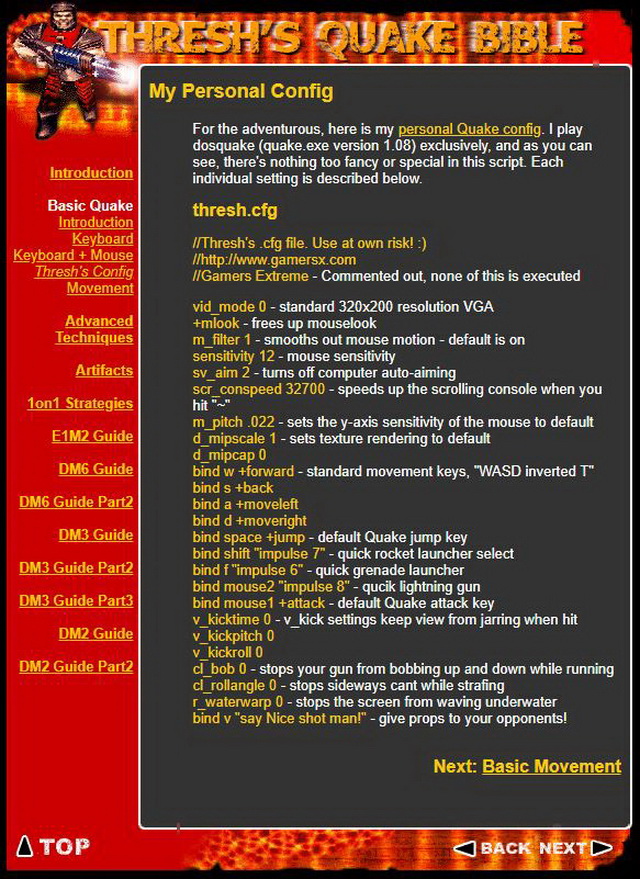 THRESH'S QUAKE BIBLE
My Personal Config
For the adventurous, here is my personal Quake config. I play
dosquake (quake.exe version 1.08) exclusively, and as you can
see, there's nothing too fancy or special in this script. Each
individual setting is described below.
thresh.cfg
//Thresh's .cfg file. Use at own risk! :)
//http://www.gamersx.com
//Gamers Extreme - Commented out, none of this is executed
vid_mode 0 - standard 320x200 resolution VGA
+mlook - frees up mouselook
m_filter 1 - smooths out mouse motion - default is on
sensitivity 12 - mouse sensitivity
sv_aim 2 - turns off computer auto-aiming
scr_conspeed 32700 - speeds up the scrolling console when you
hit "~"
m_pitch .022 - sets the y-axis sensitivity of the mouse to default
d_mipscale 1 - sets texture rendering to default
d_mipcap 0
bind w +forward - standard movement keys, "WASD inverted T"
bind s +back
bind a +moveleft
bind d +moveright
bind space +jump - default Quake jump key
bind shift "impulse 7" - quick rocket launcher select
bind f "impulse 6" - quick grenade launcher
bind mouse2 "impulse 8" - qucik lightning gun
bind mouse1 +attack - default Quake attack key
v_kicktime 0 - v_kick settings keep view from jarring when hit
v_kickpitch 0
v_kickroll 0
cl_bob 0 - stops your gun from bobbing up and down while running
cl_rollangle 0 - stops sideways cant while strafing
r_waterwarp 0 - stops the screen from waving underwater
bind v "say Nice shot man!" - give props to your opponents!
Next: Basic Movement
Introduction
Basic Quake
Introduction
Keyboard
Keyboard + Mouse
Thresh's Config
Movement
Advanced
Techniques
Artifacts
1on1 Strategies
E1M2 Guide
DM6 Guide
DM6 Guide Part2
DM3 Guide
DM3 Guide Part2
DM3 Guide Part3
DM2 Guide
DM2 Guide Part2
TOP
BACK NEXT